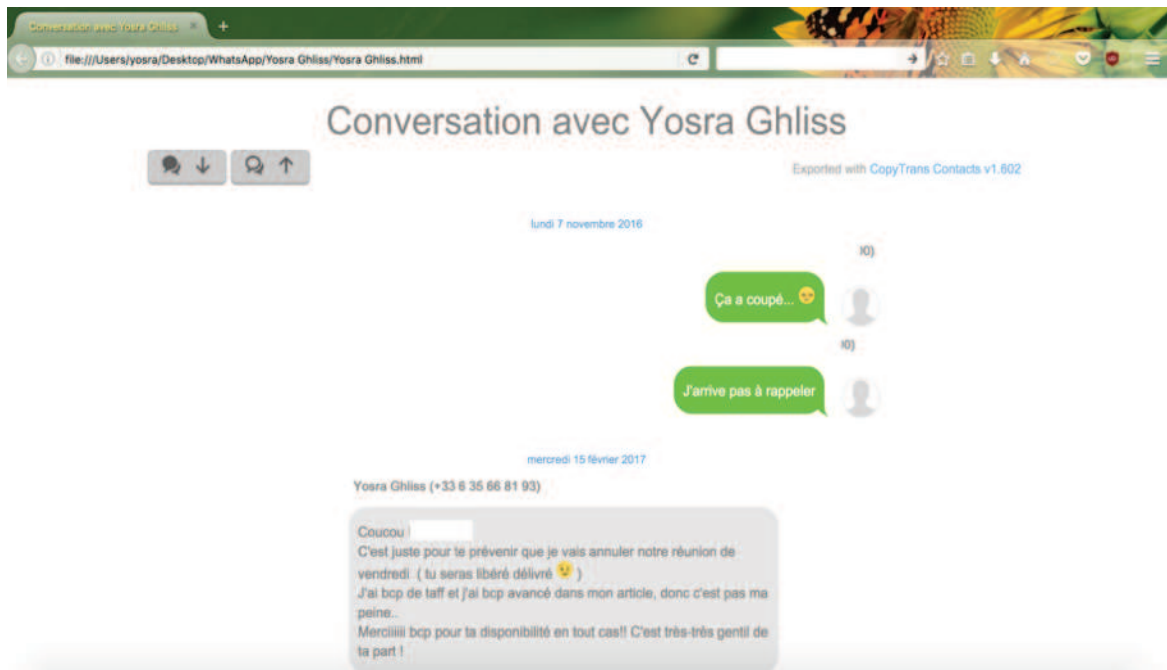 Conversation avec Yosra Ghliss
file:///Users/yosra/Desktop/WhatsApp/Yosra Ghliss/Yosra Ghliss.html
Conversation avec Yosra Ghliss
Exported with CopyTrans Contacts v1.602
lundi 7 novembre 2016
Ça a coupé...
J'arrive pas à rappeler
mercredi 15 février 2017
Yosra Ghliss (+33 6 35 66 81 93)
Coucou
C'est juste pour te prévenir que je vais annuler notre réunion de
vendredi ( tu seras libéré délivré 😉 )
J'ai bcp de taff et j'ai bcp avancé dans mon article, donc c'est pas ma
peine..
Merciiiii bcp pour ta disponibilité en tout cas!! C'est très-très gentil de
ta part !